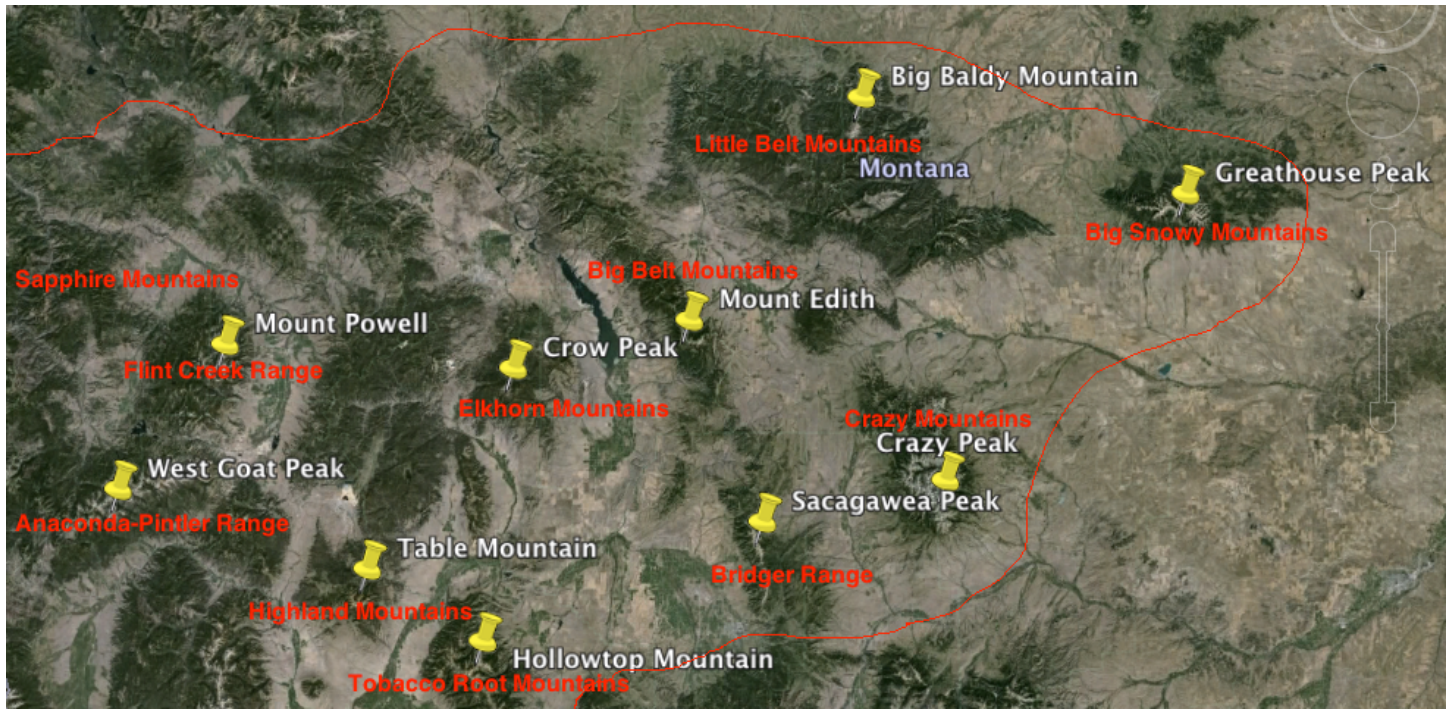 Big Baldy Mountain
Little Belt Mountains
Montana
Greathouse Peak
Big Snowy Mountains
Sapphire Mountains
Big Belt Mountains
Mount Edith
Mount Powell
Crow Peak
Flint Creek Range
Elkhorn Mountains
Crazy Mountains
Crazy Peak
West Goat Peak
Sacagawea Peak
Anaconda-Pintler Range
Table Mountain
Bridger Range
Highland Mountains
Hollowtop Mountain
Tobacco Root Mountains